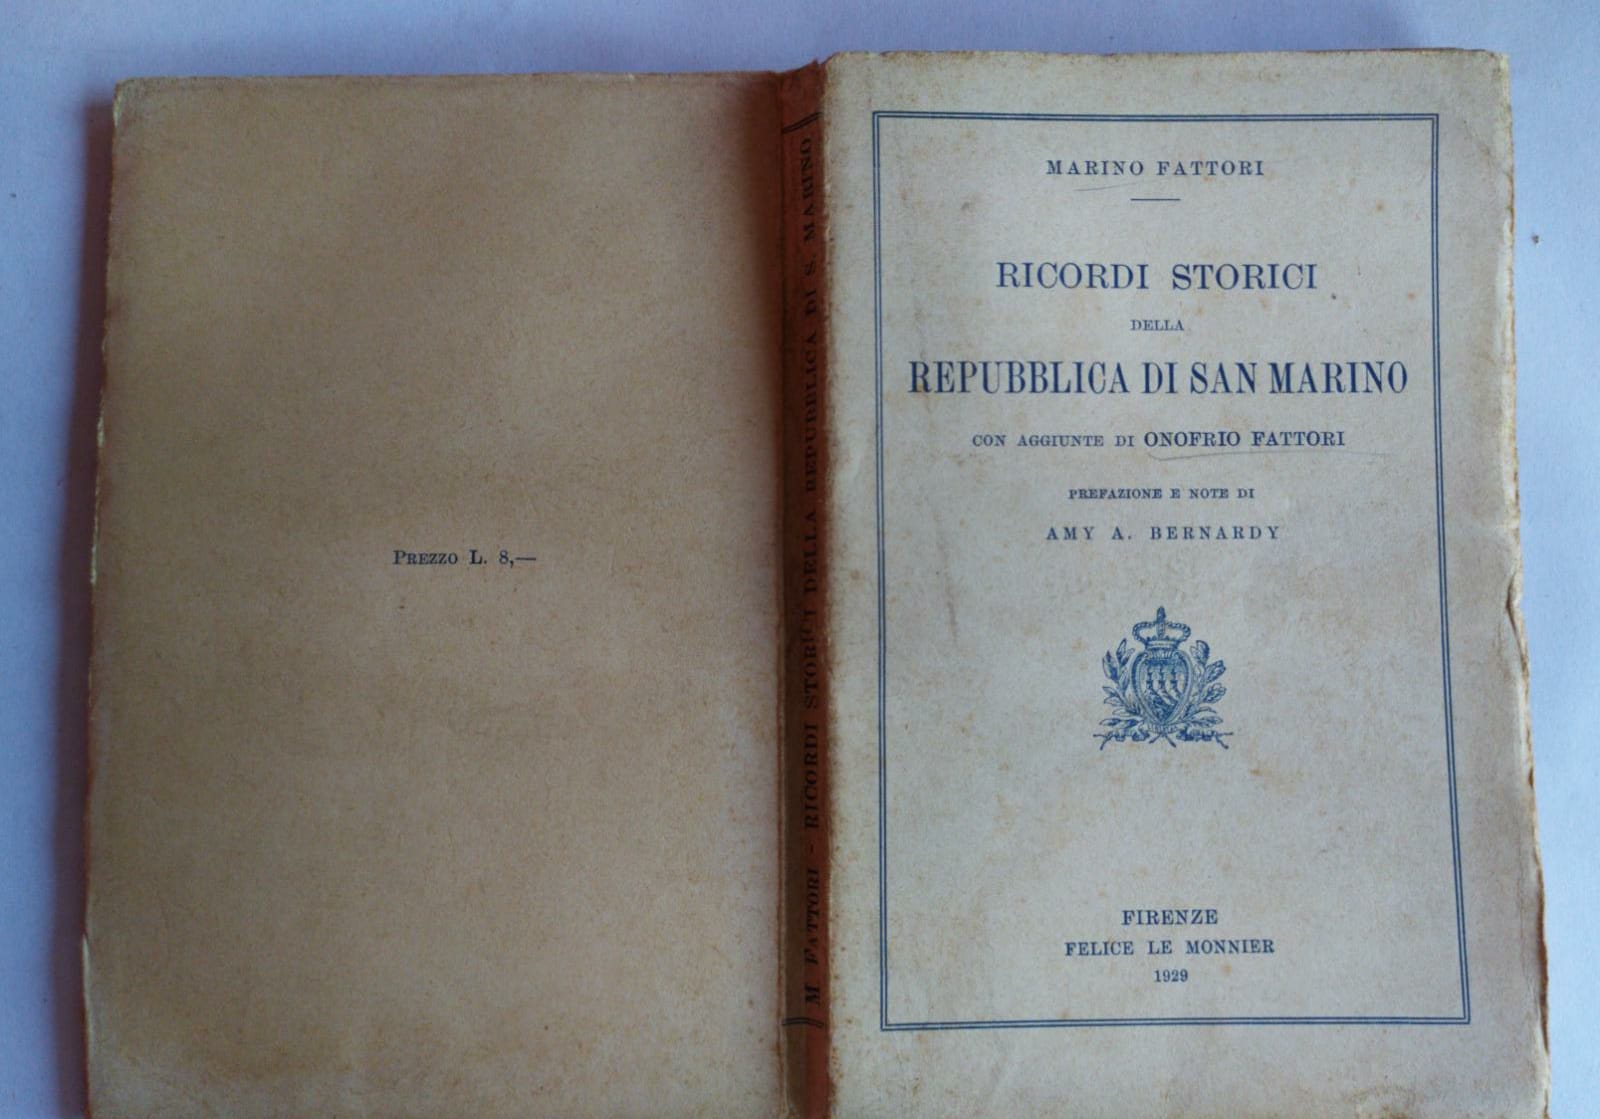 PREZZO L. 8,—
M FATTORI - RICORDI STORICI DELLA REPUBBLICA DI S. MARINO
MARINO FATTORI
RICORDI STORICI
DELLA
REPUBBLICA DI SAN MARINO
CON AGGIUNTE DI ONOFRIO FATTORI
PREFAZIONE E NOTE DI
AMY A. BERNARDY
FIRENZE
FELICE LE MONNIER
1929